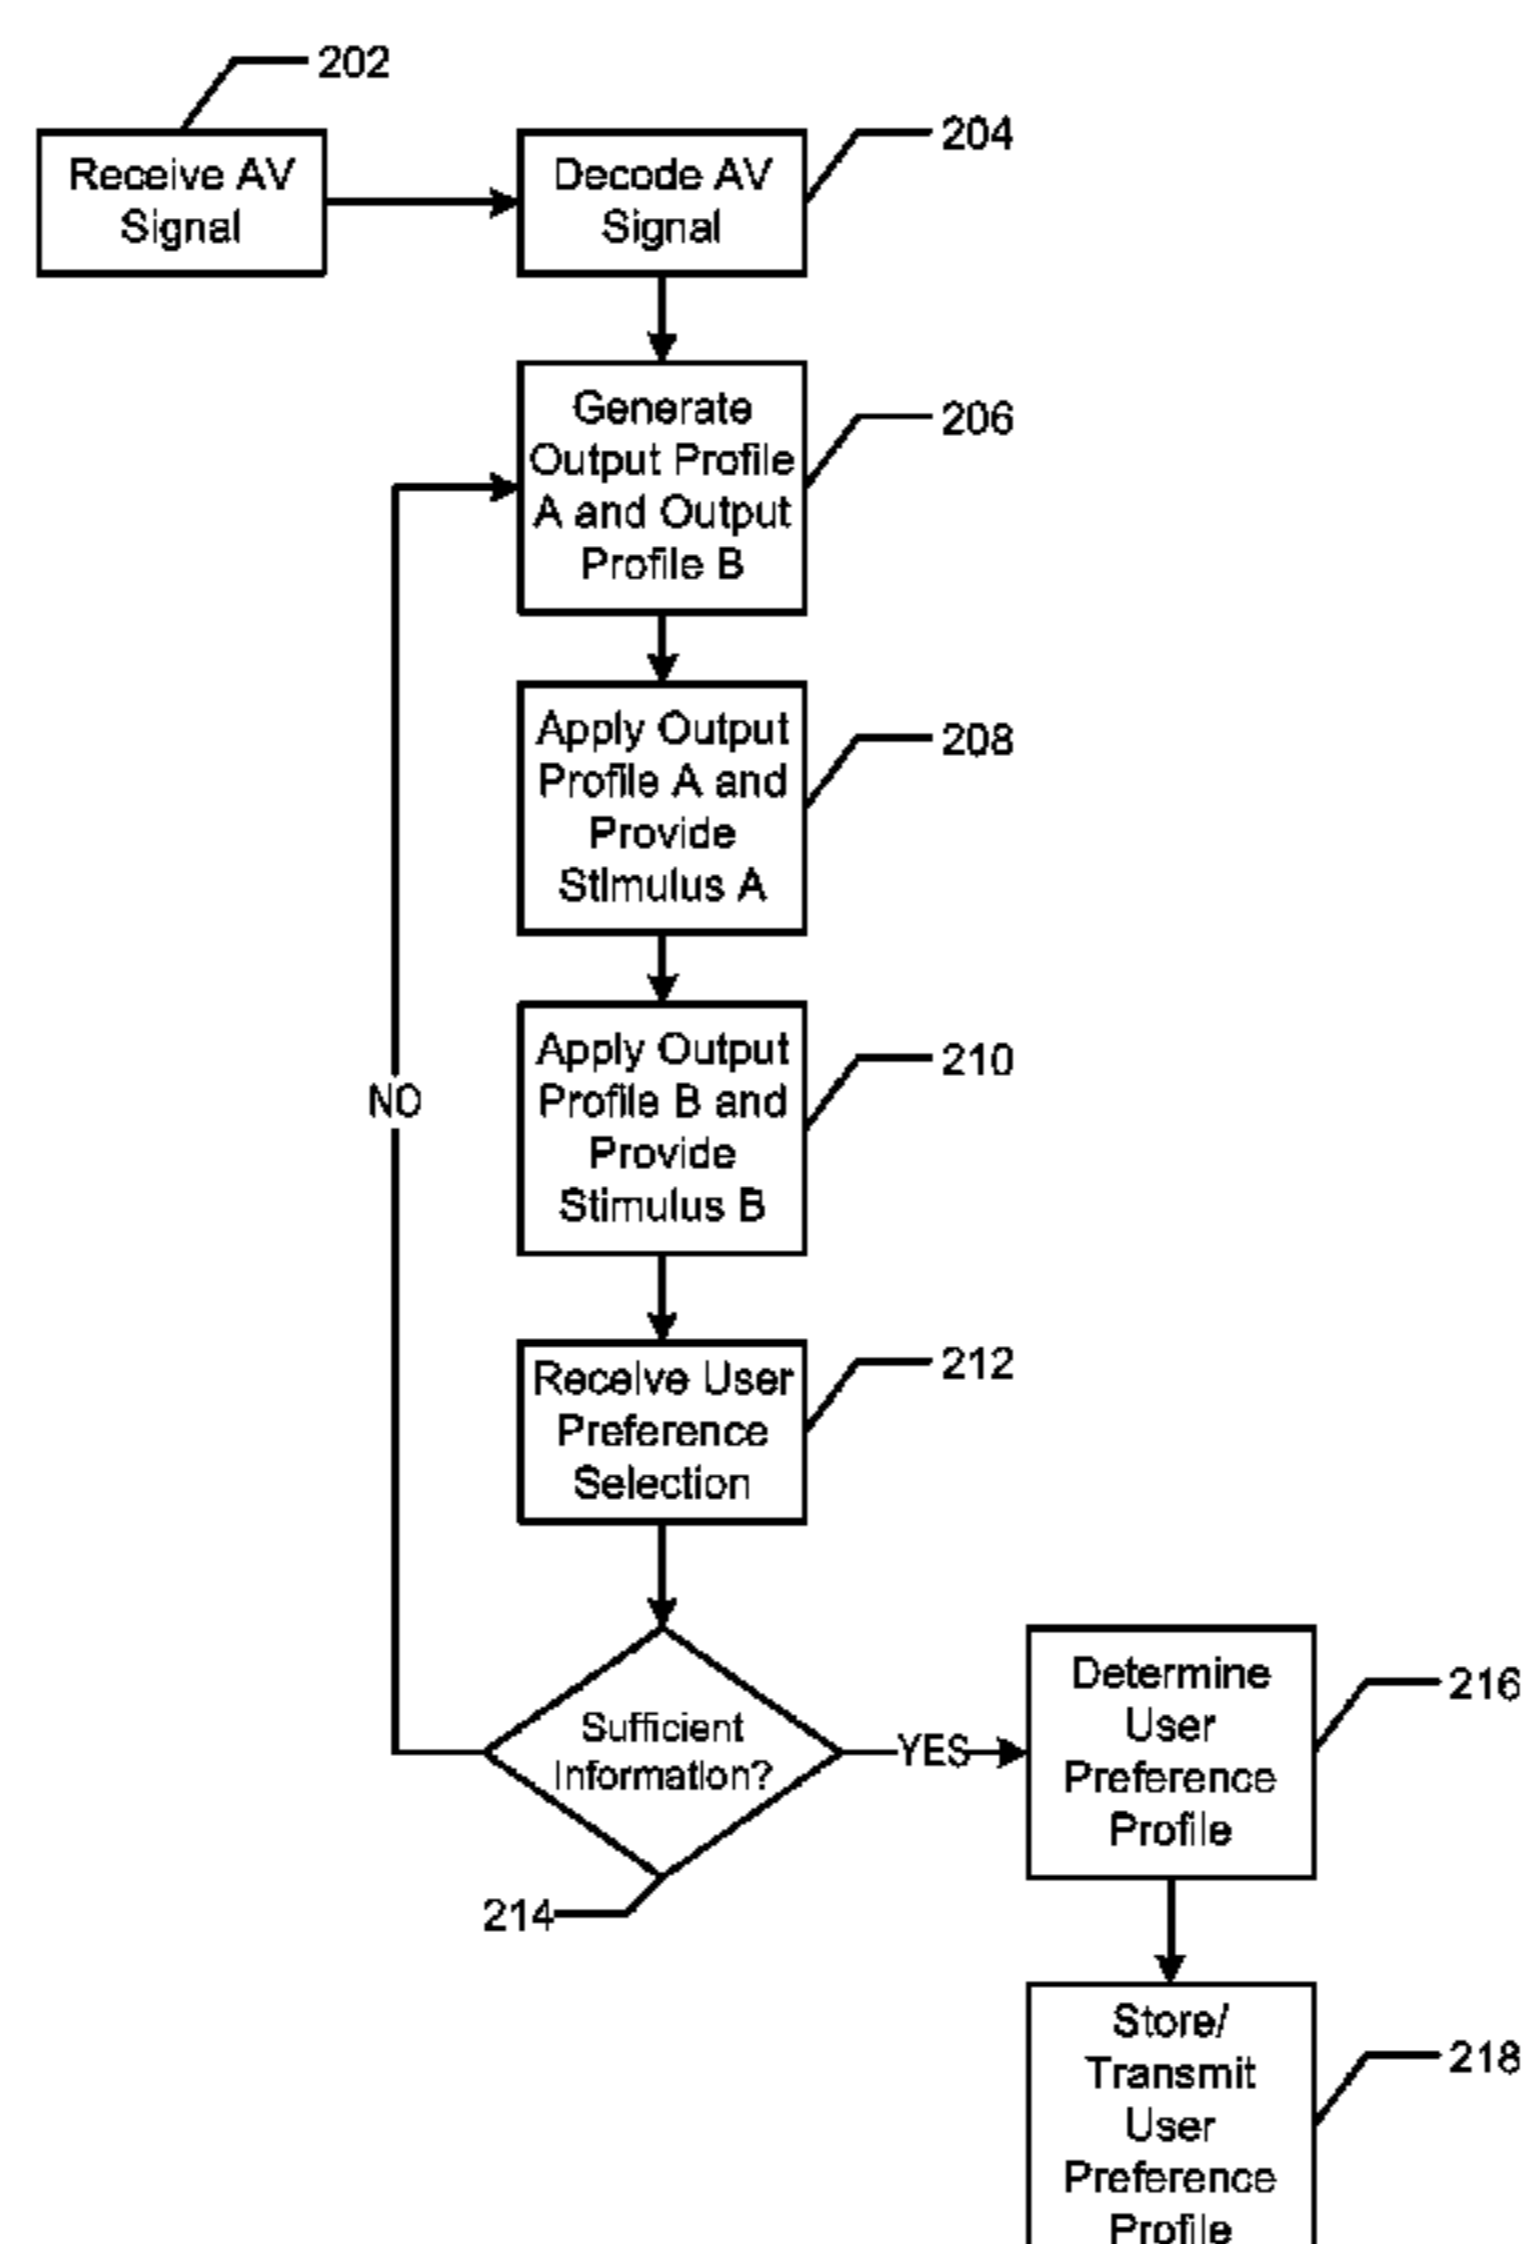 202
Receive AV
Signal
204
Decode AV
Signal
206
Generate
Output Profile
A and Output
Profile B
208
Apply Output
Profile A and
Provide
Stimulus A
210
Apply Output
Profile B and
Provide
Stimulus B
NO
212
Receive User
Preference
Selection
Sufficient
Information?
YES
214
216
Determine
User
Preference
Profile
218
Store/
Transmit
User
Preference
Profile